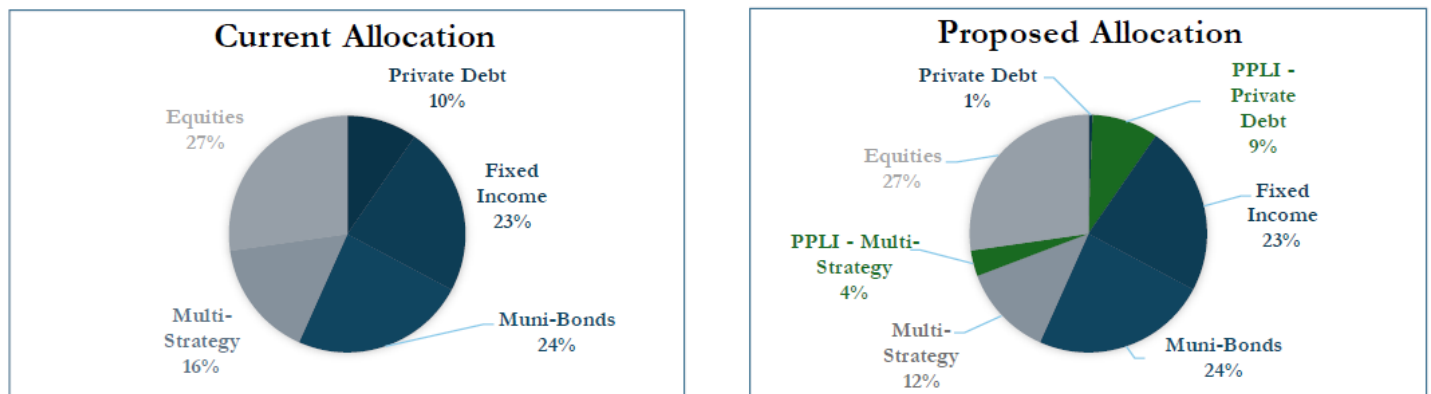 Current Allocation
Private Debt
10%
Equities
27%
Fixed
Income
23%
Multi-
Strategy
16%
Muni-Bonds
24%
Proposed Allocation
Private Debt
1%
PPLI -
Private
Debt
9%
Equities
27%
Fixed
Income
23%
PPLI - Multi-
Strategy
4%
Multi-
Strategy
12%
Muni-Bonds
24%